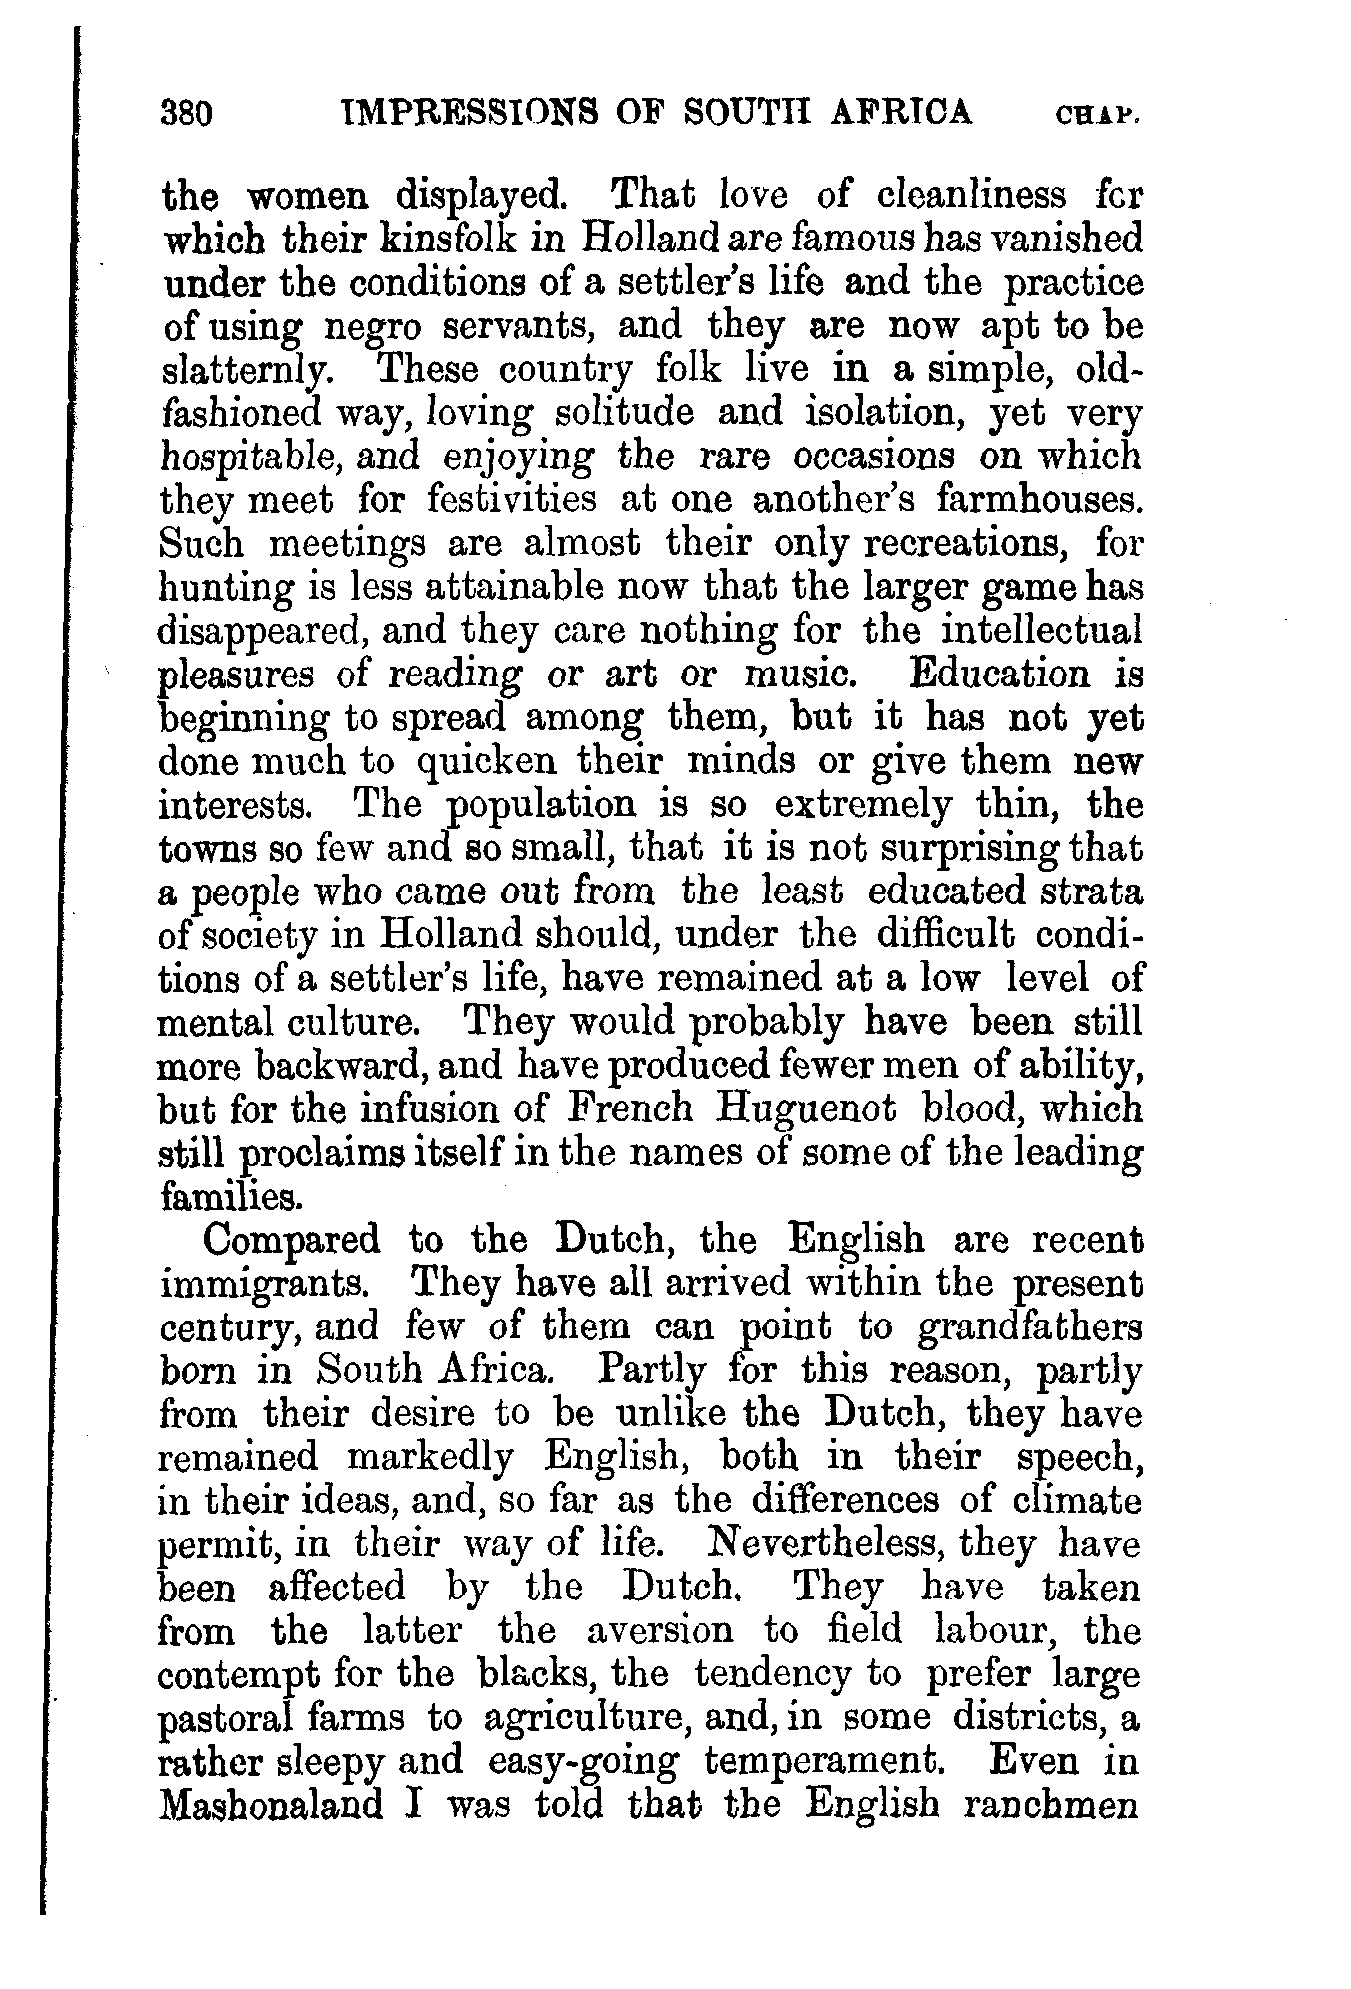 380 IMPRESSIONS OF SOUTH AFRICA CHAP.
the women displayed. That love of cleanliness for
which their kinsfolk in Holland are famous has vanished
under the conditions of a settler's life and the practice
of using negro servants, and they are now apt to be
slatternly. These country folk live in a simple, old-
fashioned way, loving solitude and isolation, yet very
hospitable, and enjoying the rare occasions on which
they meet for festivities at one another's farmhouses.
Such meetings are almost their only recreations, for
hunting is less attainable now that the larger game has
disappeared, and they care nothing for the intellectual
pleasures of reading or art or music. Education is
beginning to spread among them, but it has not yet
done much to quicken their minds or give them new
interests. The population is so extremely thin, the
towns so few and so small, that it is not surprising that
a people who came out from the least educated strata
of society in Holland should, under the difficult condi-
tions of a settler's life, have remained at a low level of
mental culture. They would probably have been still
more backward, and have produced fewer men of ability,
but for the infusion of French Huguenot blood, which
still proclaims itself in the names of some of the leading
families.
Compared to the Dutch, the English are recent
immigrants. They have all arrived within the present
century, and few of them can point to grandfathers
born in South Africa. Partly for this reason, partly
from their desire to be unlike the Dutch, they have
remained markedly English, both in their speech,
in their ideas, and, so far as the differences of climate
permit, in their way of life. Nevertheless, they have
been affected by the Dutch. They have taken
from the latter the aversion to field labour, the
contempt for the blacks, the tendency to prefer large
pastoral farms to agriculture, and, in some districts, a
rather sleepy and easy-going temperament. Even in
Mashonaland I was told that the English ranchmen